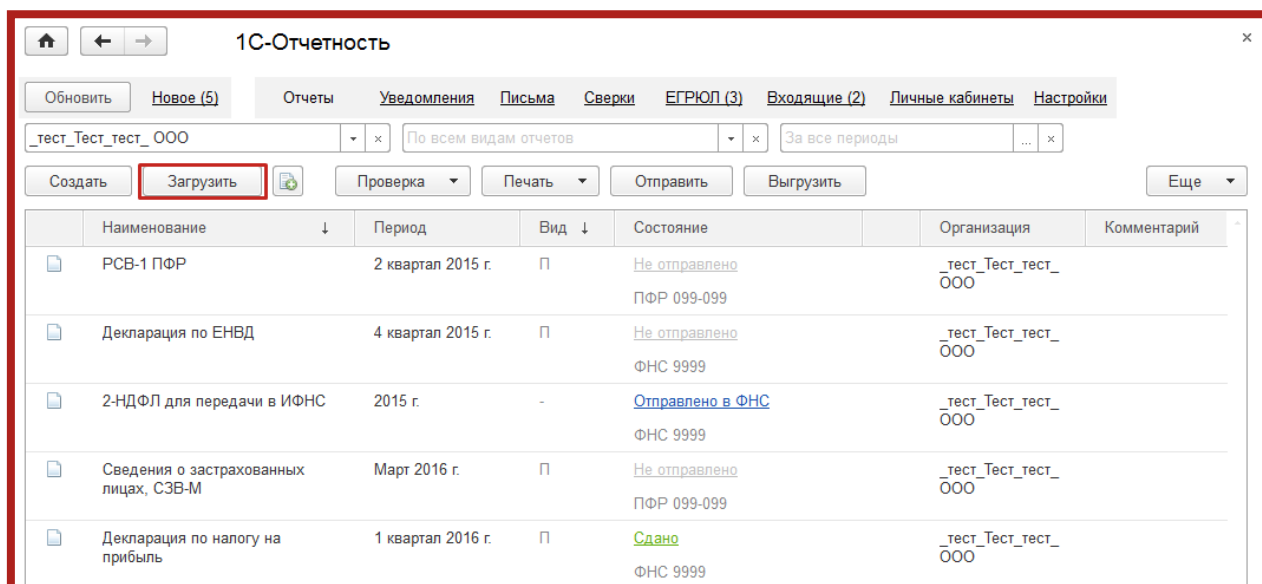 1С-Отчетность
Обновить Новое (5) Отчеты Уведомления Письма Сверки ЕГРЮЛ (3) Входящие (2) Личные кабинеты Настройки
_тест_Тест_тест_ ООО По всем видам отчетов За все периоды ...
Создать Загрузить Проверка Печать Отправить Выгрузить Еще
Наименование ↓ Период Вид ↓ Состояние Организация Комментарий
РСВ-1 ПФР 2 квартал 2015 г. П Не отправлено _тест_Тест_тест_
ООО
ПФР 099-099
Декларация по ЕНВД 4 квартал 2015 г. П Не отправлено _тест_Тест_тест_
ООО
ФНС 9999
2-НДФЛ для передачи в ИФНС 2015 г. - Отправлено в ФНС _тест_Тест_тест_
ООО
ФНС 9999
Сведения о застрахованных Март 2016 г. П Не отправлено _тест_Тест_тест_
лицах, СЗВ-М ООО
ПФР 099-099
Декларация по налогу на 1 квартал 2016 г. П Сдано _тест_Тест_тест_
прибыль ООО
ФНС 9999